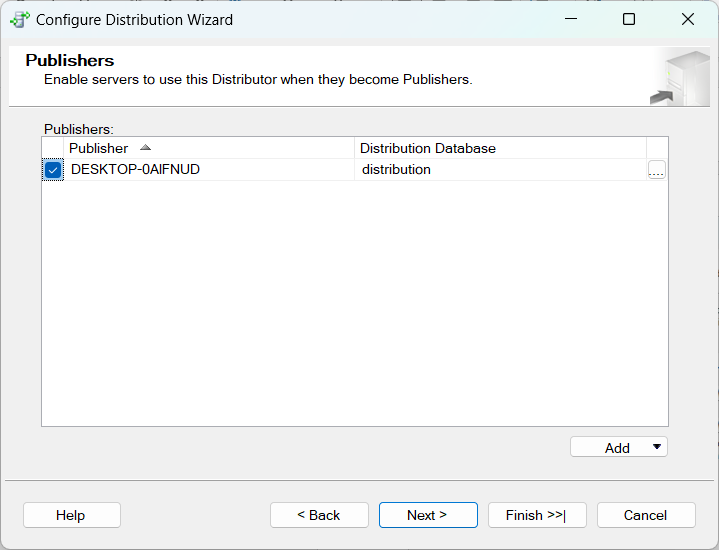 Configure Distribution Wizard
Publishers
Enable servers to use this Distributor when they become Publishers.
Publishers:
Publisher Distribution Database
DESKTOP-0AIFNUD distribution ...
Add
Help < Back Next > Finish >>| Cancel